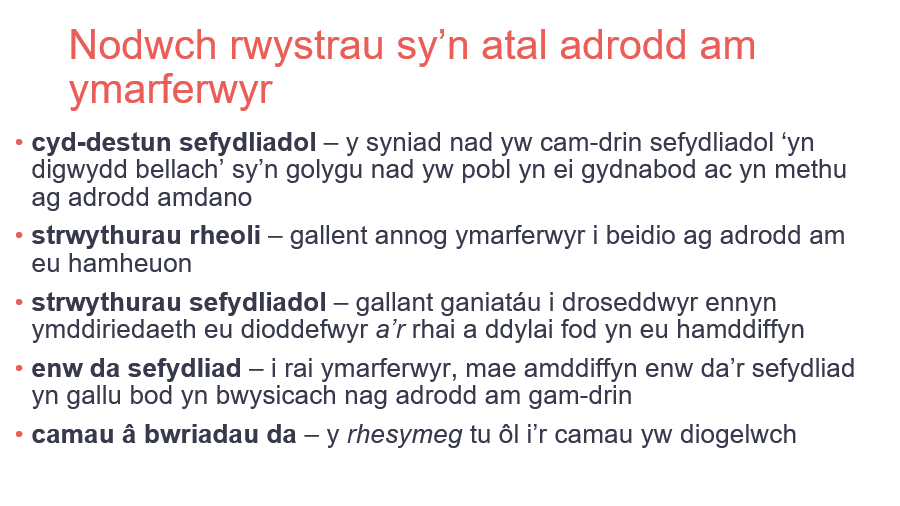 Nodwch rwystrau sy’n atal adrodd am
ymarferwyr
• cyd-destun sefydliadol – y syniad nad yw cam-drin sefydliadol ‘yn
digwydd bellach’ sy’n golygu nad yw pobl yn ei gydnabod ac yn methu
ag adrodd amdano
• strwythurau rheoli – gallent annog ymarferwyr i beidio ag adrodd am
eu hamheuon
• strwythurau sefydliadol – gallant ganiatáu i droseddwyr ennyn
ymddiriedaeth eu dioddefwyr a’r rhai a ddylai fod yn eu hamddiffyn
• enw da sefydliad – i rai ymarferwyr, mae amddiffyn enw da’r sefydliad
yn gallu bod yn bwysicach nag adrodd am gam-drin
• camau â bwriadau da – y rhesymeg tu ôl i’r camau yw diogelwch